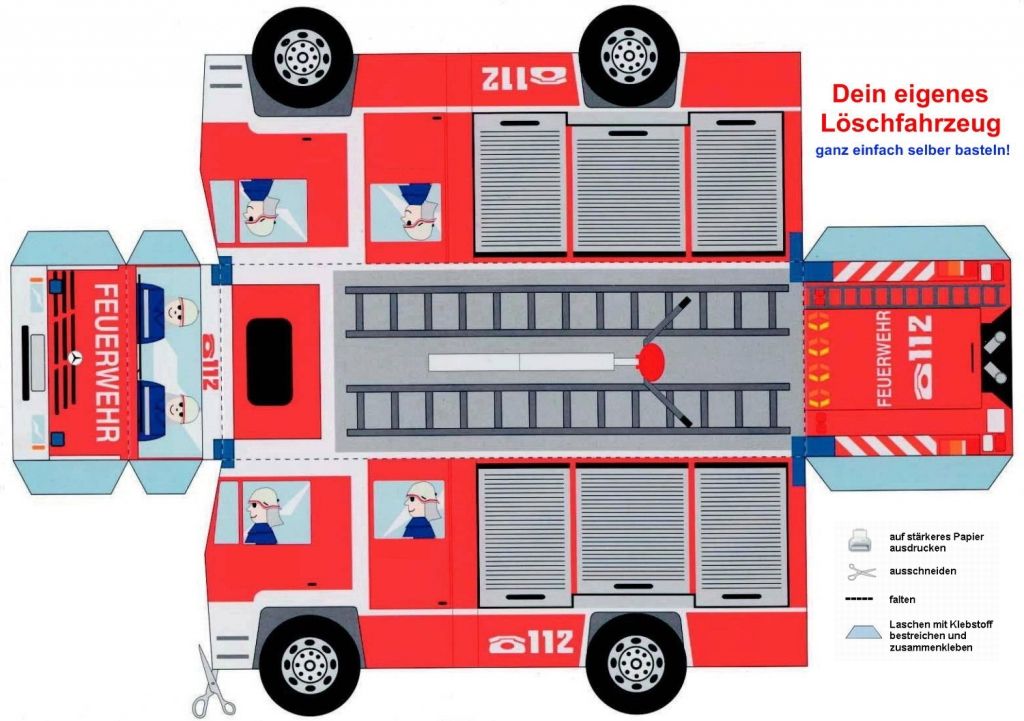 112
Dein eigenes
Löschfahrzeug
ganz einfach selber basteln!
FEUERWEHR
112
FEUERWEHR
112
auf stärkeres Papier
ausdrucken
ausschneiden
falten
Laschen mit Klebstoff
bestreichen und
zusammenkleben
112